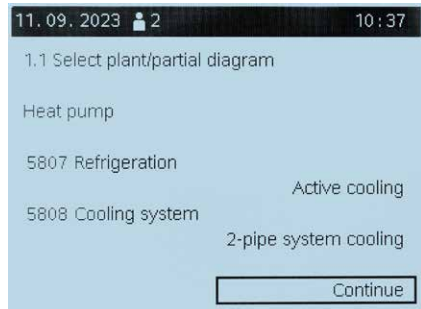 11.09.2023 2 10:37
1.1 Select plant/partial diagram
Heat pump
5807 Refrigeration
Active cooling
5808 Cooling system
2-pipe system cooling
Continue